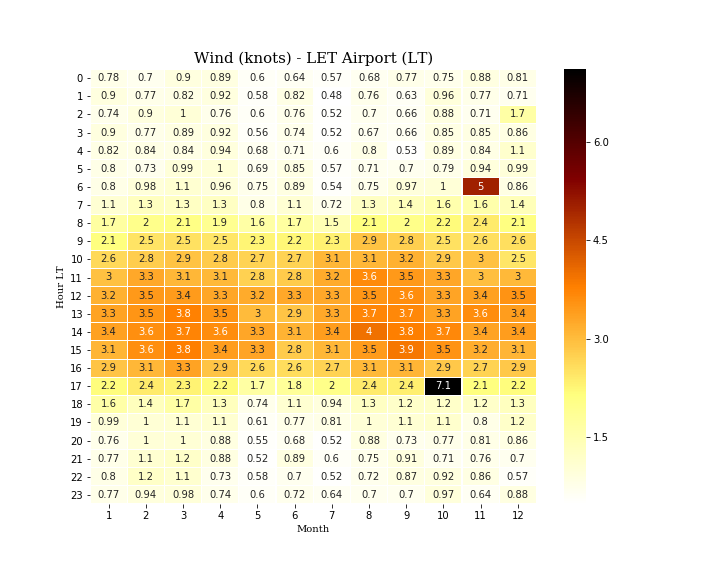 Wind (knots) - LET Airport (LT)
0 0.78 0.7 0.9 0.89 0.6 0.64 0.57 0.68 0.77 0.75 0.88 0.81
1 0.9 0.77 0.82 0.92 0.58 0.82 0.48 0.76 0.63 0.96 0.77 0.71
2 0.74 0.9 1 0.76 0.6 0.76 0.52 0.7 0.66 0.88 0.71 1.7
3 0.9 0.77 0.89 0.92 0.56 0.74 0.52 0.67 0.66 0.85 0.85 0.86
4 0.82 0.84 0.84 0.94 0.68 0.71 0.6 0.8 0.53 0.89 0.84 1.1
5 0.8 0.73 0.99 1 0.69 0.85 0.57 0.71 0.7 0.79 0.94 0.99
6 0.8 0.98 1.1 0.96 0.75 0.89 0.54 0.75 0.97 1 5 0.86
7 1.1 1.3 1.3 1.3 0.8 1.1 0.72 1.3 1.4 1.6 1.6 1.4
8 1.7 2 2.1 1.9 1.6 1.7 1.5 2.1 2 2.1 2.4 2.1
9 2.1 2.5 2.5 2.5 2.3 2.2 2.3 2.9 2.8 2.5 2.6 2.6
10 2.6 2.8 2.9 2.8 2.7 2.7 3.1 3.1 3.2 2.9 3 2.5
11 3 3.3 3.1 3.1 2.8 2.8 3.2 3.6 3.5 3.3 3 3
12 3.2 3.5 3.4 3.3 3.2 3.3 3.3 3.5 3.6 3.3 3.4 3.5
13 3.3 3.5 3.8 3.5 3 2.9 3.3 3.7 3.7 3.3 3.6 3.4
14 3.4 3.6 3.7 3.6 3.3 3.1 3.4 4 3.8 3.7 3.4 3.4
15 3.1 3.6 3.8 3.4 3.3 2.8 3.1 3.5 3.9 3.5 3.2 3.1
16 2.9 3.1 3.3 2.9 2.6 2.6 2.7 3.1 3.1 2.9 2.7 2.9
17 2.2 2.4 2.3 2.2 1.7 1.8 2 2.4 2.4 7.1 2.1 2.2
18 1.6 1.4 1.7 1.3 0.74 1.1 0.94 1.3 1.2 1.2 1.2 1.3
19 0.99 1 1.1 1.1 0.61 0.77 0.81 1 1.1 1.1 0.8 1.2
20 0.76 1 1 0.88 0.55 0.68 0.52 0.88 0.73 0.77 0.81 0.86
21 0.77 1.1 1.2 0.88 0.52 0.89 0.6 0.75 0.91 0.71 0.76 0.7
22 0.8 1.2 1.1 0.73 0.58 0.7 0.52 0.72 0.87 0.92 0.86 0.57
23 0.77 0.94 0.98 0.74 0.6 0.72 0.64 0.7 0.7 0.97 0.64 0.88
1 2 3 4 5 6 7 8 9 10 11 12
Month
Hour LT
6.0
4.5
3.0
1.5